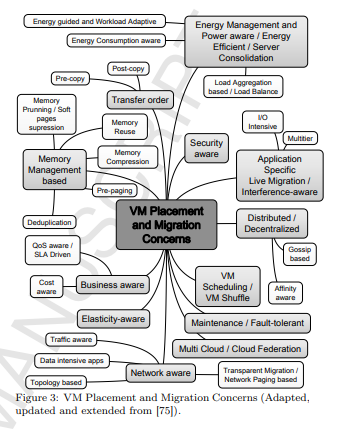 Energy guided and Workload Adaptive
Energy Consumption aware
Energy Management and
Power aware / Energy
Efficient / Server
Consolidation
Post-copy
Pre-copy
Transfer order
Load Aggregation
based / Load Balance
Memory
Prunning / Soft
pages
supression
Memory
Reuse
Memory
Compression
Memory
Management
based
Pre-paging
Deduplication
Security
aware
I/O
Intensive
Multitier
Application
Specific
Live Migration /
Interference-aware
VM Placement
and Migration
Concerns
Distributed /
Decentralized
Gossip
based
Affinity
aware
QoS aware /
SLA Driven
Cost
aware
Business aware
VM
Scheduling /
VM Shuffle
Elasticity-aware
Maintenance / Fault-tolerant
Traffic aware
Multi Cloud / Cloud Federation
Data intensive apps
Network aware
Topology based
Transparent Migration /
Network Paging based
MANUSCRIPT
Figure 3: VM Placement and Migration Concerns (Adapted,
updated and extended from [75]).